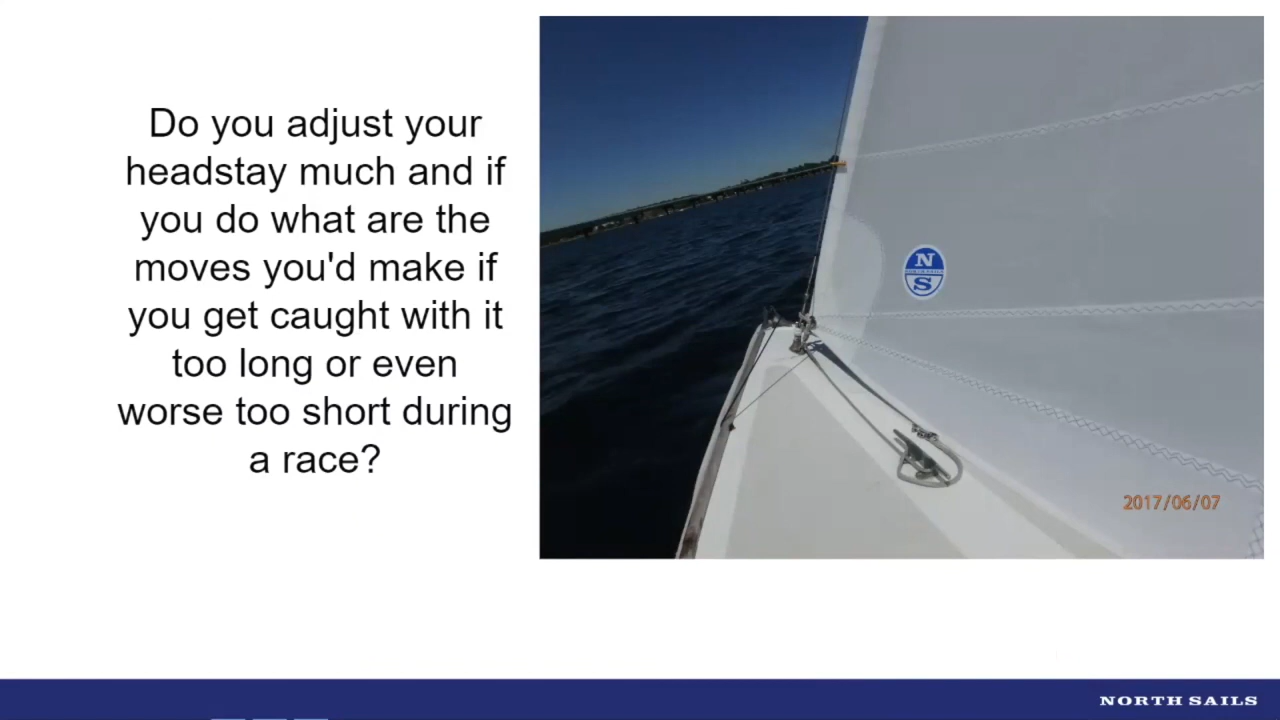 Do you adjust your
headstay much and if
you do what are the
moves you'd make if
you get caught with it
too long or even
worse too short during
a race?
N
S
2017/06/07
NORTH SAILS